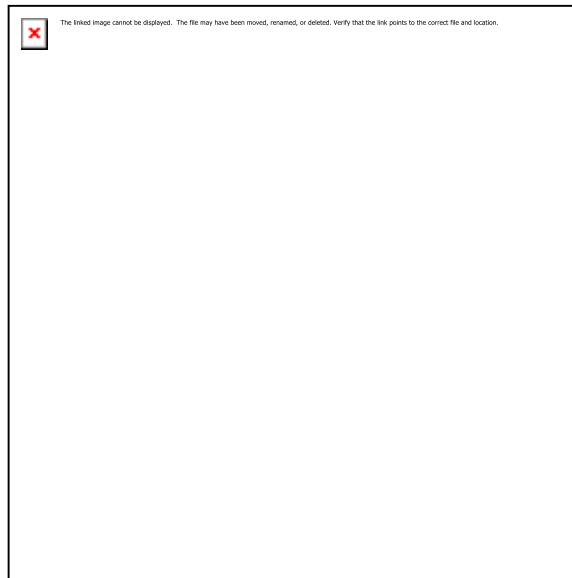 The linked image cannot be displayed. The file may have been moved, renamed, or deleted. Verify that the link points to the correct file and location.